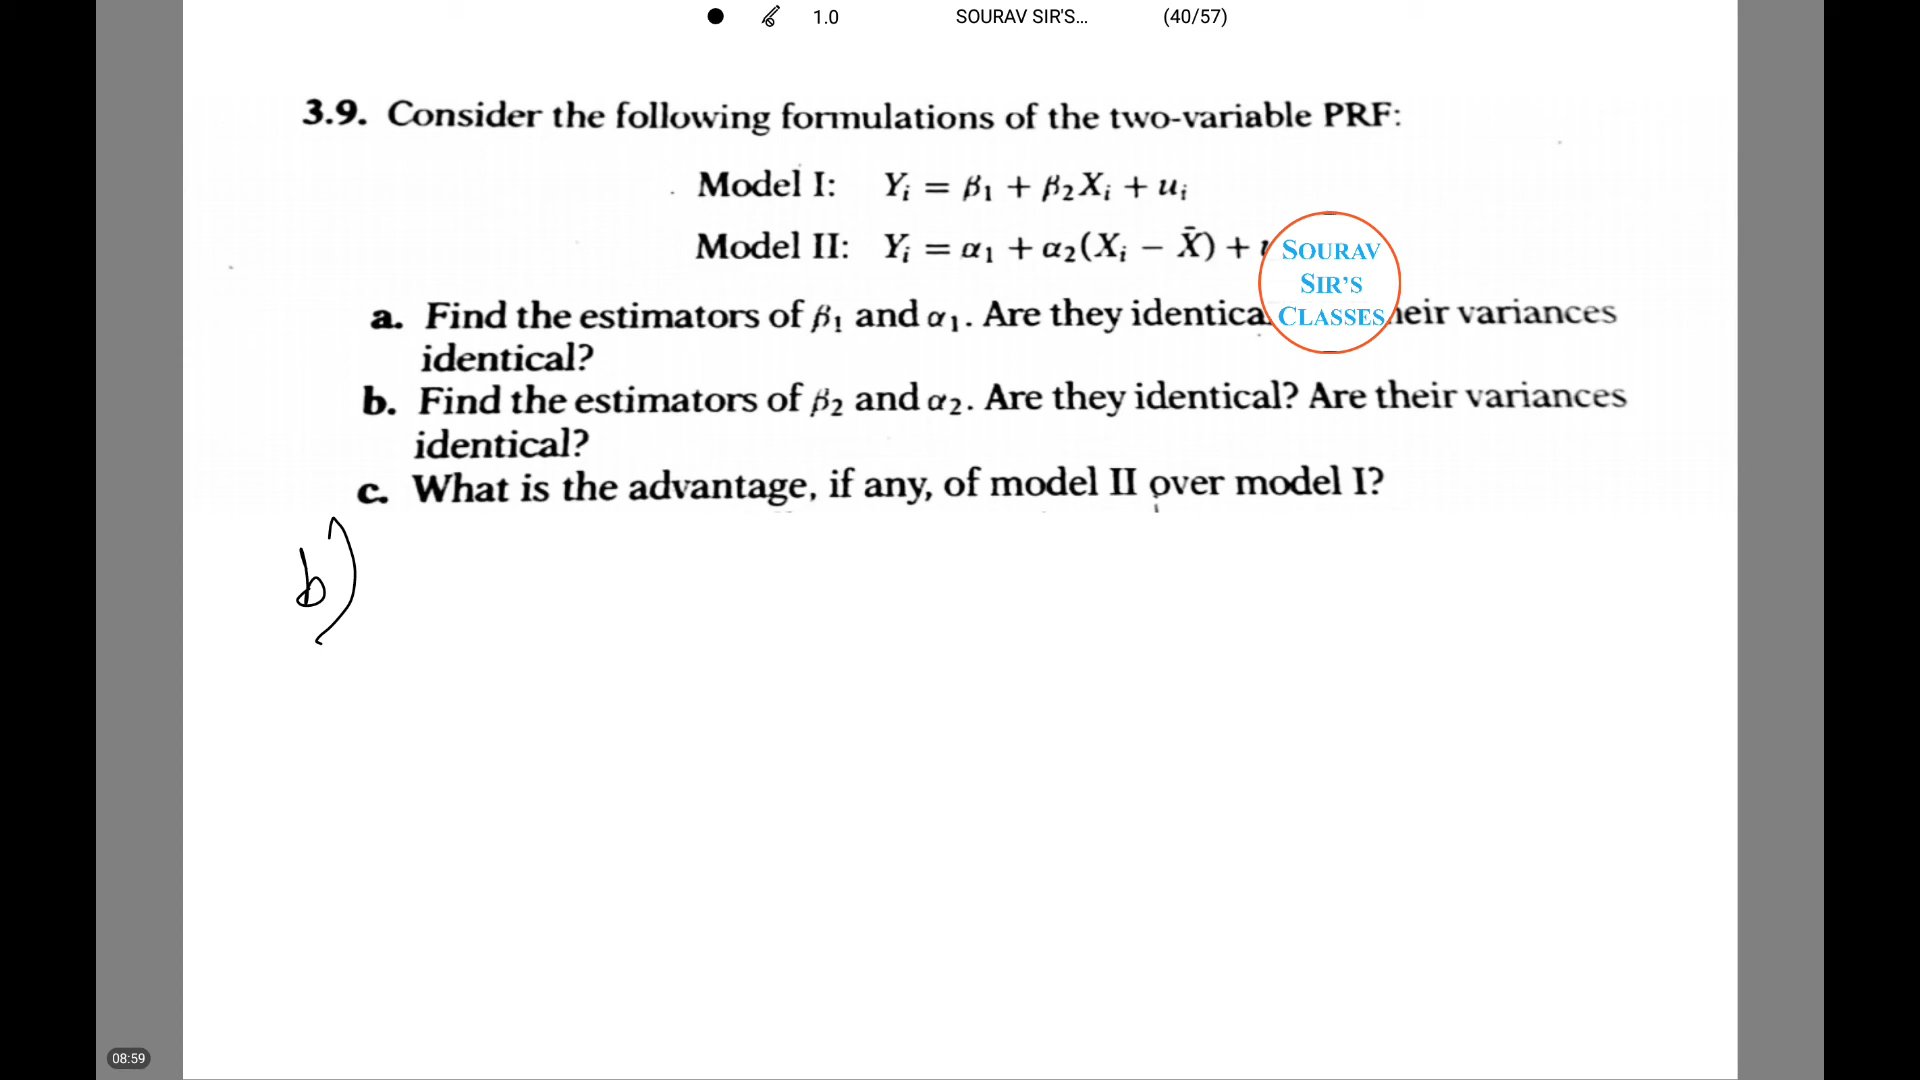 1.0 SOURAV SIR'S... (40/57)
3.9. Consider the following formulations of the two-variable PRF:
Model I: Yᵢ = β₁ + β₂Xᵢ + uᵢ
Model II: Yᵢ = α₁ + α₂(Xᵢ − X̄) +
SOURAV
SIR'S
CLASSES
a. Find the estimators of β₁ and α₁. Are they variances
identical?
b. Find the estimators of β₂ and α₂. Are they identical? Are their variances
identical?
c. What is the advantage, if any, of model II over model I?
b)
08:59